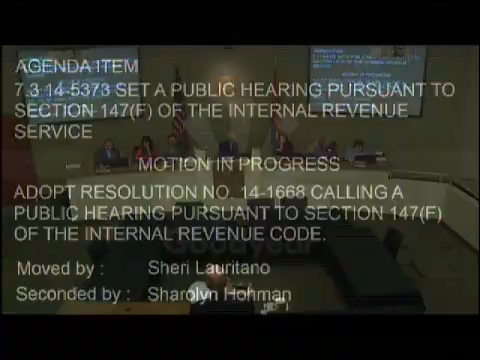 AGENDA ITEM
7.3 14-5373 SET A PUBLIC HEARING PURSUANT TO
SECTION 147(F) OF THE INTERNAL REVENUE
SERVICE
MOTION IN PROGRESS
ADOPT RESOLUTION NO. 14-1668 CALLING A
PUBLIC HEARING PURSUANT TO SECTION 147(F)
OF THE INTERNAL REVENUE CODE.
Moved by : Sheri Lauritano
Seconded by : Sharolyn Hohman